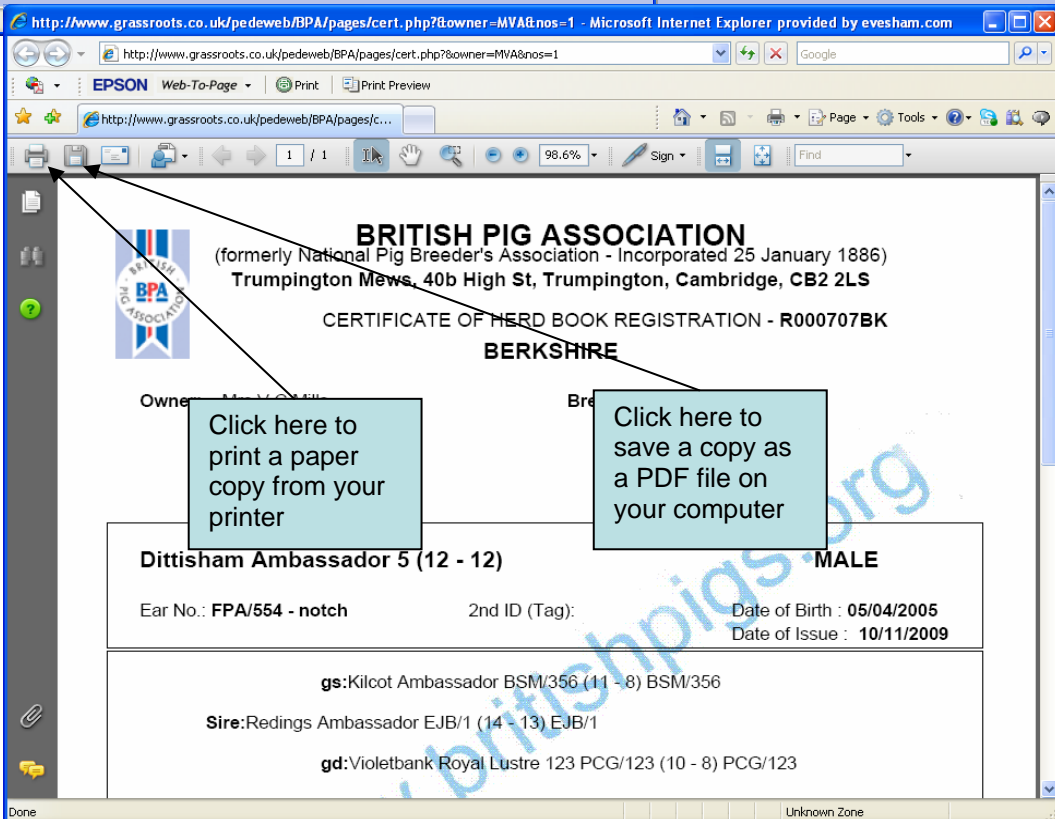 http://www.grassroots.co.uk/pedeweb/BPA/pages/cert.php?&owner=MVA&nos=1 - Microsoft Internet Explorer provided by evesham.com
http://www.grassroots.co.uk/pedeweb/BPA/pages/cert.php?&owner=MVA&nos=1
Google
EPSON Web-To-Page Print Print Preview
http://www.grassroots.co.uk/pedeweb/BPA/pages/c...
Page Tools
1 / 1 98.6% Sign Find
BRITISH PIG ASSOCIATION
(formerly National Pig Breeder's Association - Incorporated 25 January 1886)
Trumpington Mews, 40b High St, Trumpington, Cambridge, CB2 2LS
BRITISH
BPA
PIG ASSOCIATION
CERTIFICATE OF HERD BOOK REGISTRATION - R000707BK
BERKSHIRE
Click here to
print a paper
copy from your
printer
Click here to
save a copy as
a PDF file on
your computer
Dittisham Ambassador 5 (12 - 12) MALE
Ear No.: FPA/554 - notch 2nd ID (Tag): Date of Birth : 05/04/2005
Date of Issue : 10/11/2009
gs:Kilcot Ambassador BSM/356 (11 - 8) BSM/356
Sire:Redings Ambassador EJB/1 (14 - 13) EJB/1
gd:Violetbank Royal Lustre 123 PCG/123 (10 - 8) PCG/123
.britishpigs.org
Done Unknown Zone